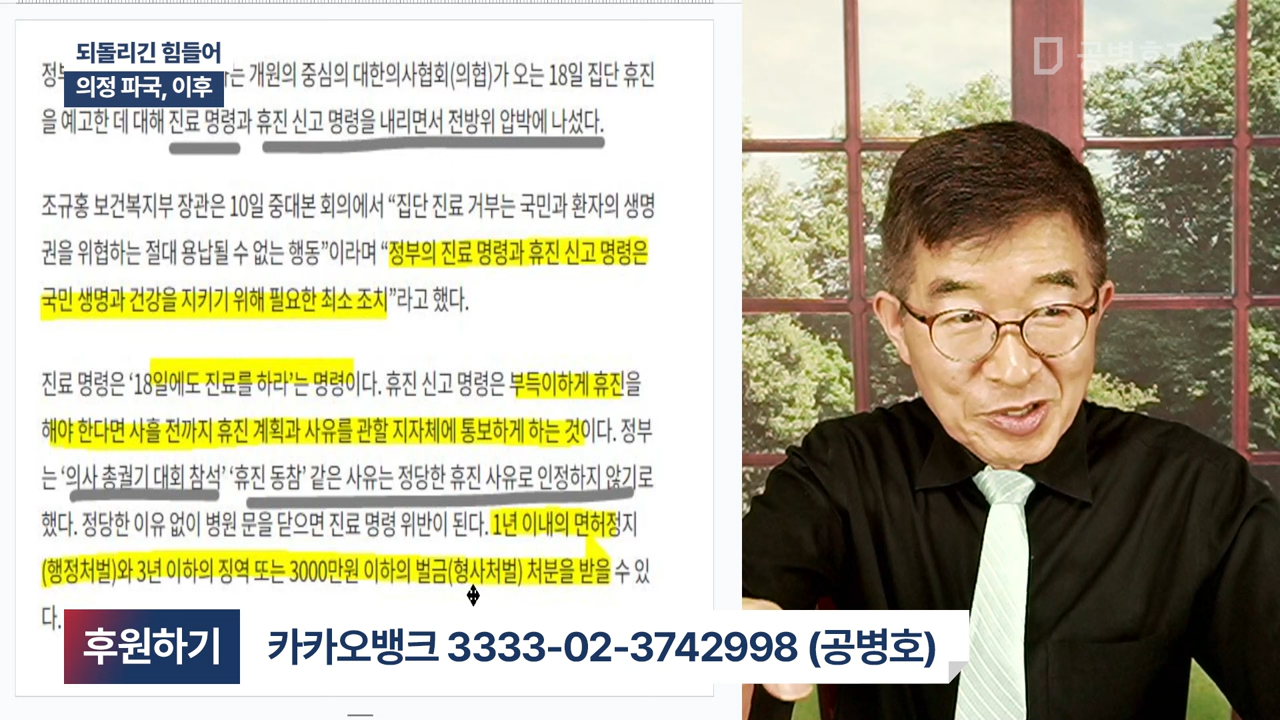 되돌리긴 힘들어
의정 파국, 이후
는 개원의 중심의 대한의사협회(의협)가 오는 18일 집단 휴진
을 예고한 데 대해 진료 명령과 휴진 신고 명령을 내리면서 전방위 압박에 나섰다.
조규홍 보건복지부 장관은 10일 중대본 회의에서 “집단 진료 거부는 국민과 환자의 생명
권을 위협하는 절대 용납될 수 없는 행동”이라며 “정부의 진료 명령과 휴진 신고 명령은
국민 생명과 건강을 지키기 위해 필요한 최소 조치”라고 했다.
진료 명령은 ‘18일에도 진료를 하라’는 명령이다. 휴진 신고 명령은 부득이하게 휴진을
해야 한다면 사흘 전까지 휴진 계획과 사유를 관할 지자체에 통보하게 하는 것이다. 정부
는 ‘의사 총궐기 대회 참석’ ‘휴진 동참’ 같은 사유는 정당한 휴진 사유로 인정하지 않기로
했다. 정당한 이유 없이 병원 문을 닫으면 진료 명령 위반이 된다. 1년 이내의 면허정지
(행정처벌)와 3년 이하의 징역 또는 3000만원 이하의 벌금(형사처벌) 처분을 받을 수 있
다.
후원하기
카카오뱅크 3333-02-3742998 (공병호)
공병호TV